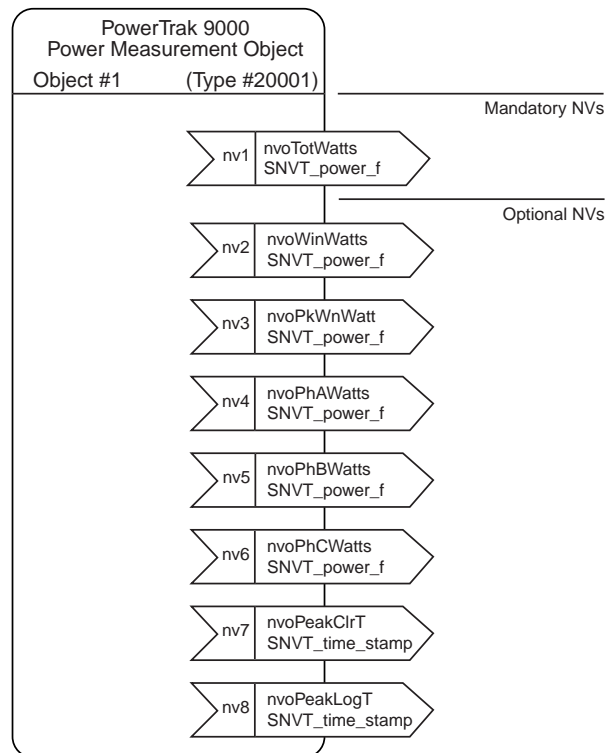 PowerTrak 9000
Power Measurement Object
Object #1 (Type #20001)
Mandatory NVs
nv1 nvoTotWatts
SNVT_power_f
Optional NVs
nv2 nvoWinWatts
SNVT_power_f
nv3 nvoPkWnWatt
SNVT_power_f
nv4 nvoPhAWatts
SNVT_power_f
nv5 nvoPhBWatts
SNVT_power_f
nv6 nvoPhCWatts
SNVT_power_f
nv7 nvoPeakClrT
SNVT_time_stamp
nv8 nvoPeakLogT
SNVT_time_stamp